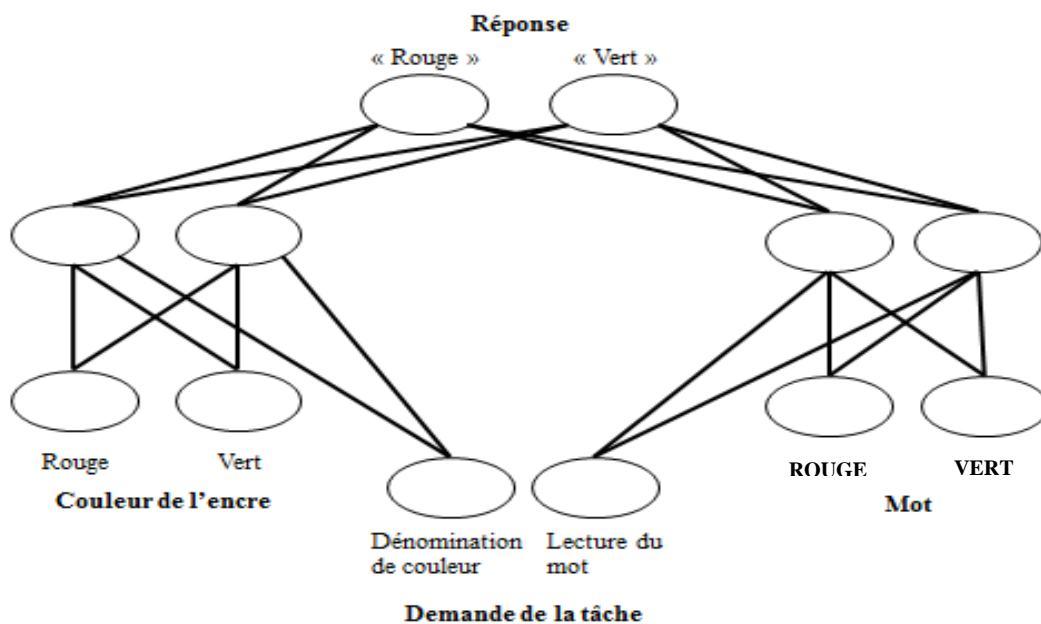 Réponse
« Rouge » « Vert »
Rouge Vert
ROUGE VERT
Couleur de l'encre
Mot
Dénomination
de couleur
Lecture du
mot
Demande de la tâche